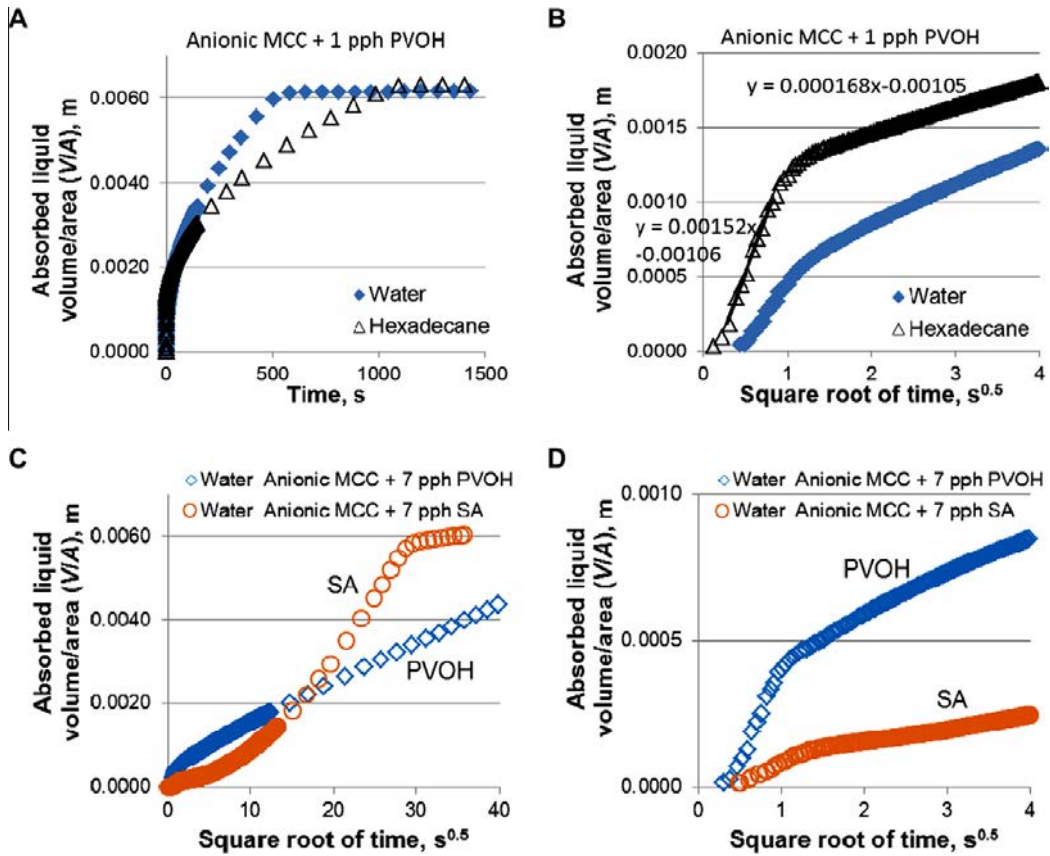 A
Anionic MCC + 1 pph PVOH
Absorbed liquid
volume/area (V/A), m
0.0060
0.0040
0.0020
0.0000
Water
Hexadecane
0 500 1000 1500
Time, s
B
Anionic MCC + 1 pph PVOH
Absorbed liquid
volume/area (V/A), m
0.0020
0.0015
0.0010
0.0005
0.0000
y = 0.000168x-0.00105
y = 0.00152x
-0.00106
Water
Hexadecane
0 1 2 3 4
Square root of time, s0.5
C
Water Anionic MCC + 7 pph PVOH
Water Anionic MCC + 7 pph SA
Absorbed liquid
volume/area (V/A), m
0.0060
0.0040
0.0020
0.0000
SA
PVOH
0 10 20 30 40
Square root of time, s0.5
D
Water Anionic MCC + 7 pph PVOH
Water Anionic MCC + 7 pph SA
Absorbed liquid
volume/area (V/A), m
0.0010
0.0005
0.0000
PVOH
SA
0 1 2 3 4
Square root of time, s0.5